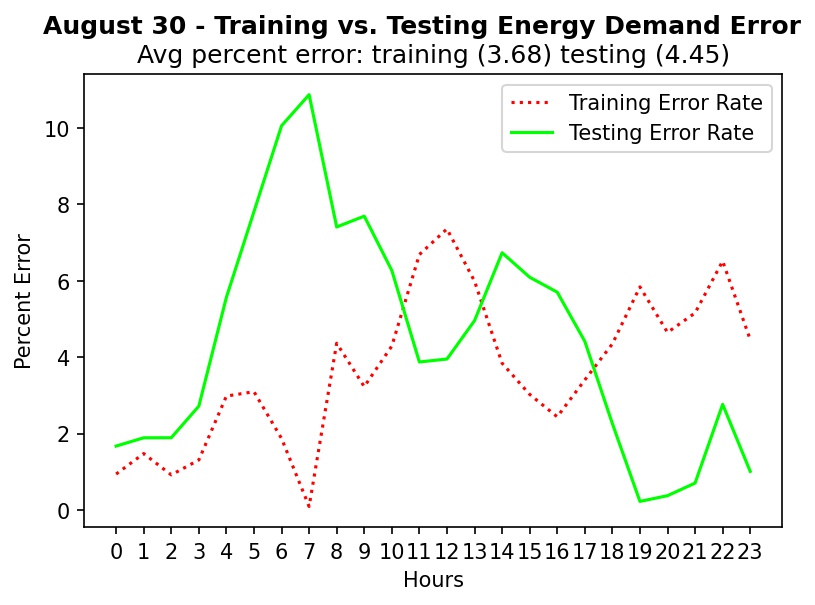 August 30 - Training vs. Testing Energy Demand Error
Avg percent error: training (3.68) testing (4.45)
Training Error Rate
Testing Error Rate
Percent Error
10
8
6
4
2
0
0 1 2 3 4 5 6 7 8 9 10 11 12 13 14 15 16 17 18 19 20 21 22 23
Hours